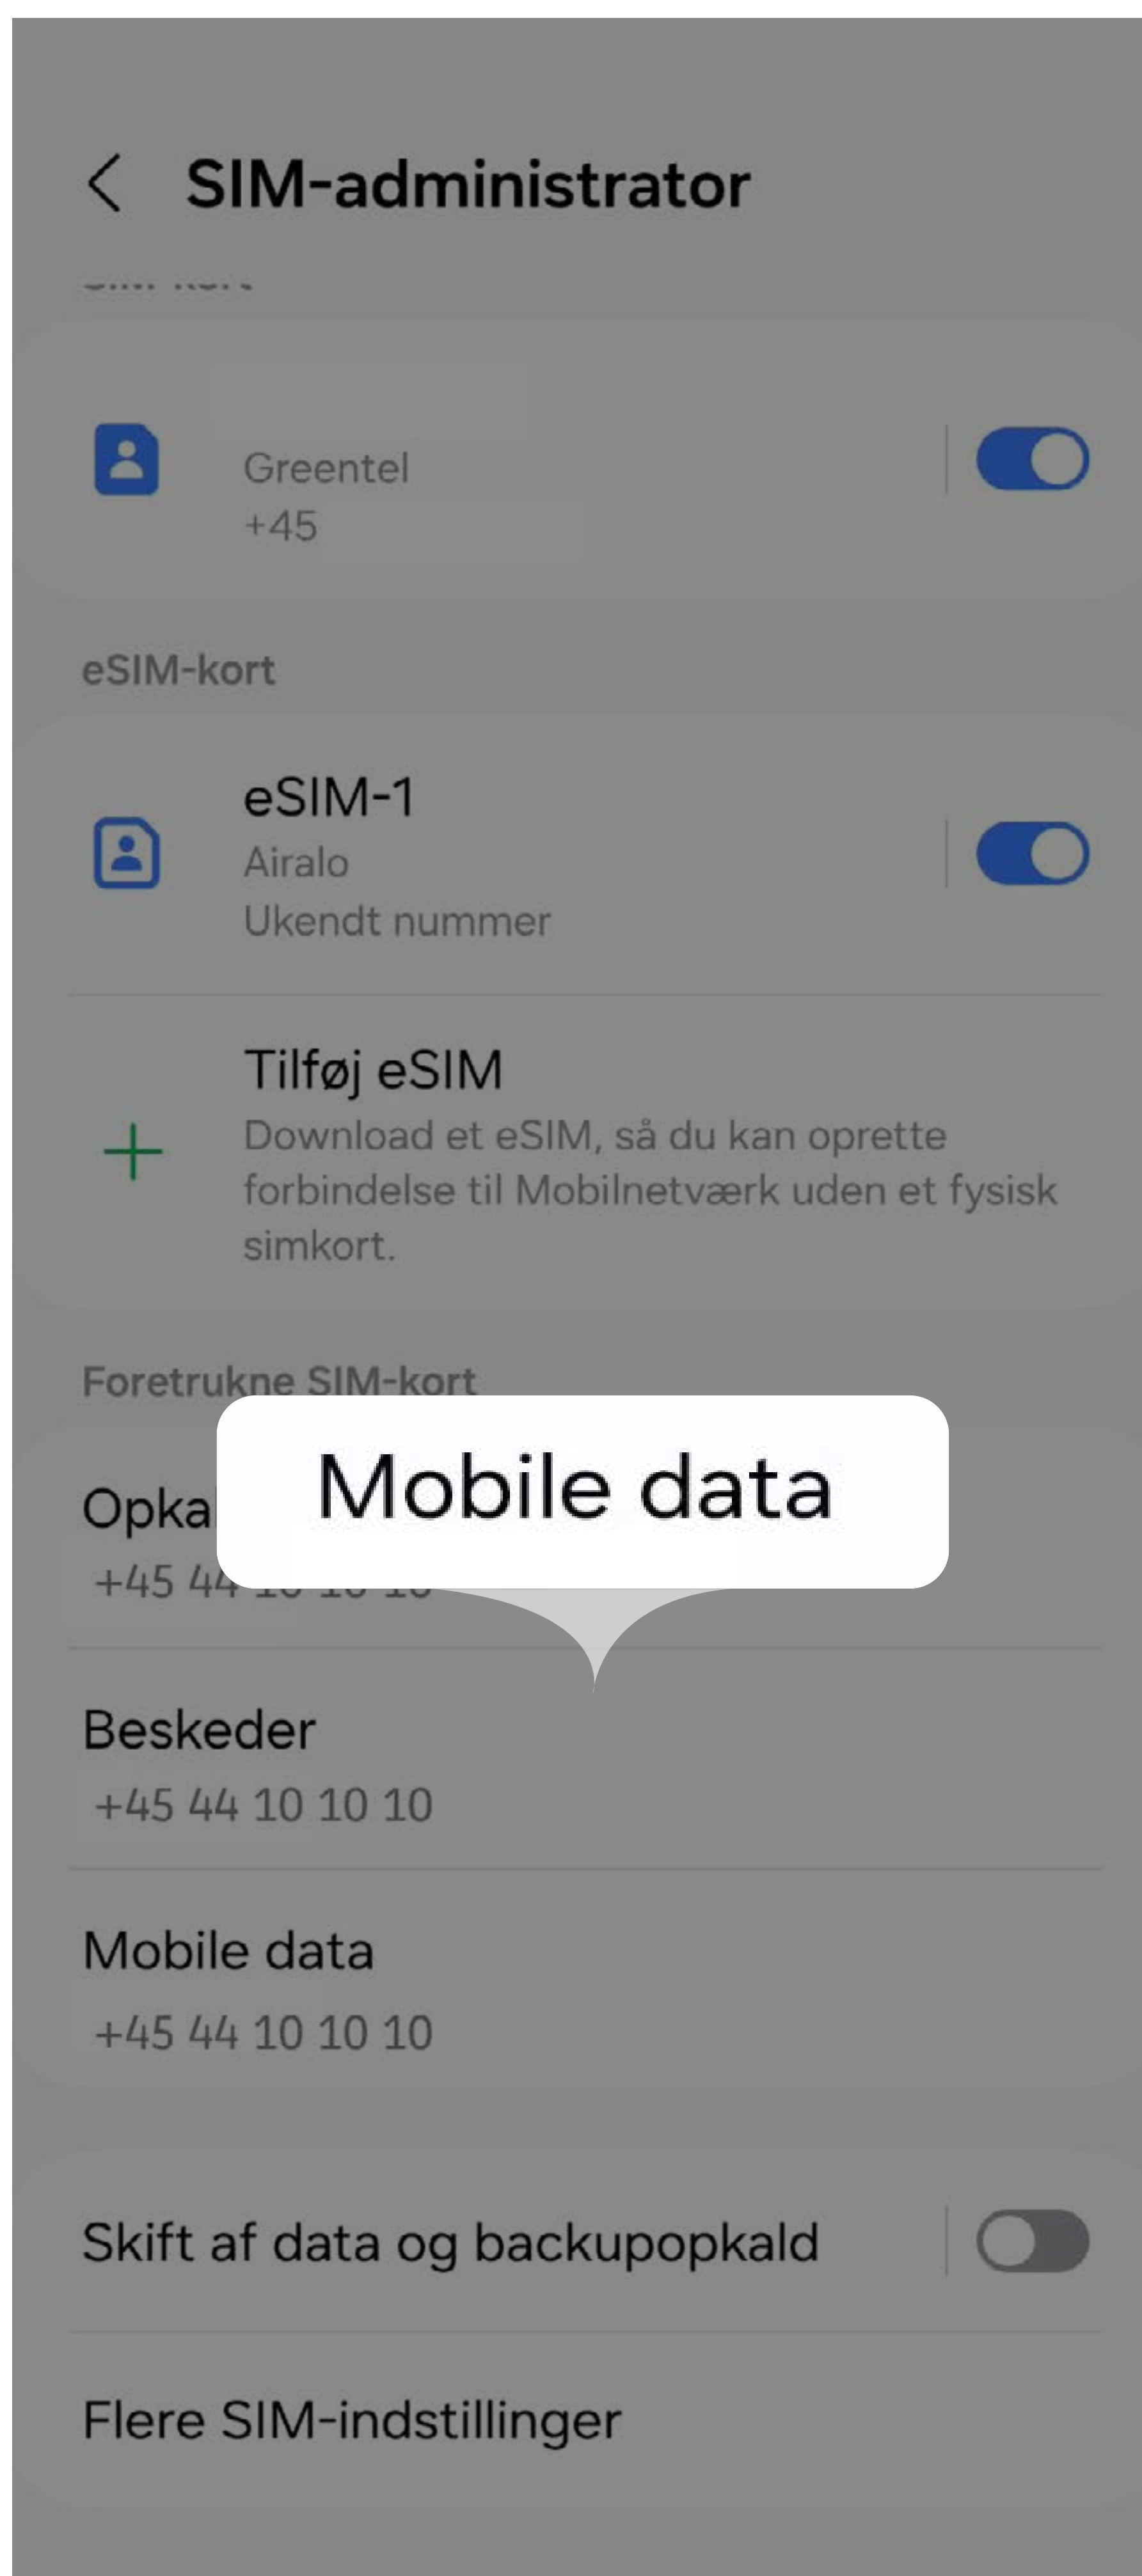 SIM-administrator
Greentel
+45
eSIM-kort
eSIM-1
Airalo
Ukendt nummer
Tilføj eSIM
Download et eSIM, så du kan oprette
forbindelse til Mobilnetværk uden et fysisk
simkort.
Foretrukne SIM-kort
Mobile data
+45 44
Beskeder
+45 44 10 10 10
Mobile data
+45 44 10 10 10
Skift af data og backupopkald
Flere SIM-indstillinger